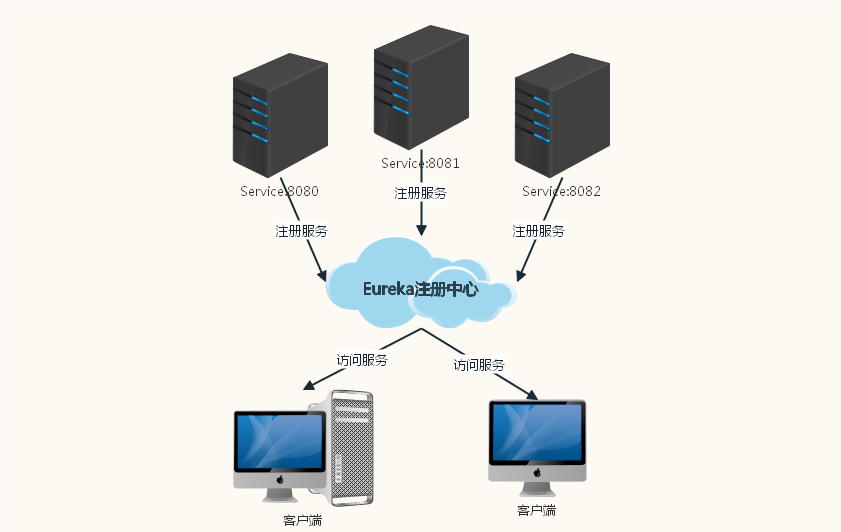 Service:8081
Service:8080
注册服务
Service:8082
注册服务
注册服务
Eureka注册中心
访问服务
访问服务
客户端
客户端